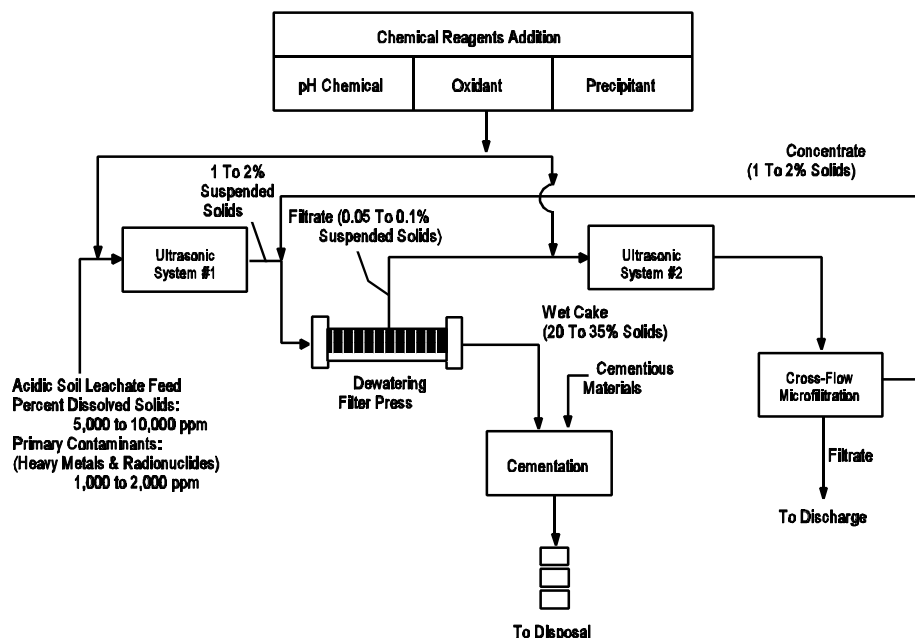 Chemical Reagents Addition
pH Chemical
Oxidant
Precipitant
Concentrate
(1 To 2% Solids)
1 To 2%
Suspended
Solids
Filtrate (0.05 To 0.1%
Suspended Solids)
Ultrasonic
System #1
Ultrasonic
System #2
Wet Cake
(20 To 35% Solids)
Dewatering
Filter Press
Cementious
Materials
Cross-Flow
Microfilitration
Acidic Soil Leachate Feed
Percent Dissolved Solids:
5,000 to 10,000 ppm
Primary Contaminants:
(Heavy Metals & Radionuclides)
1,000 to 2,000 ppm
Cementation
Filtrate
To Discharge
To Disposal